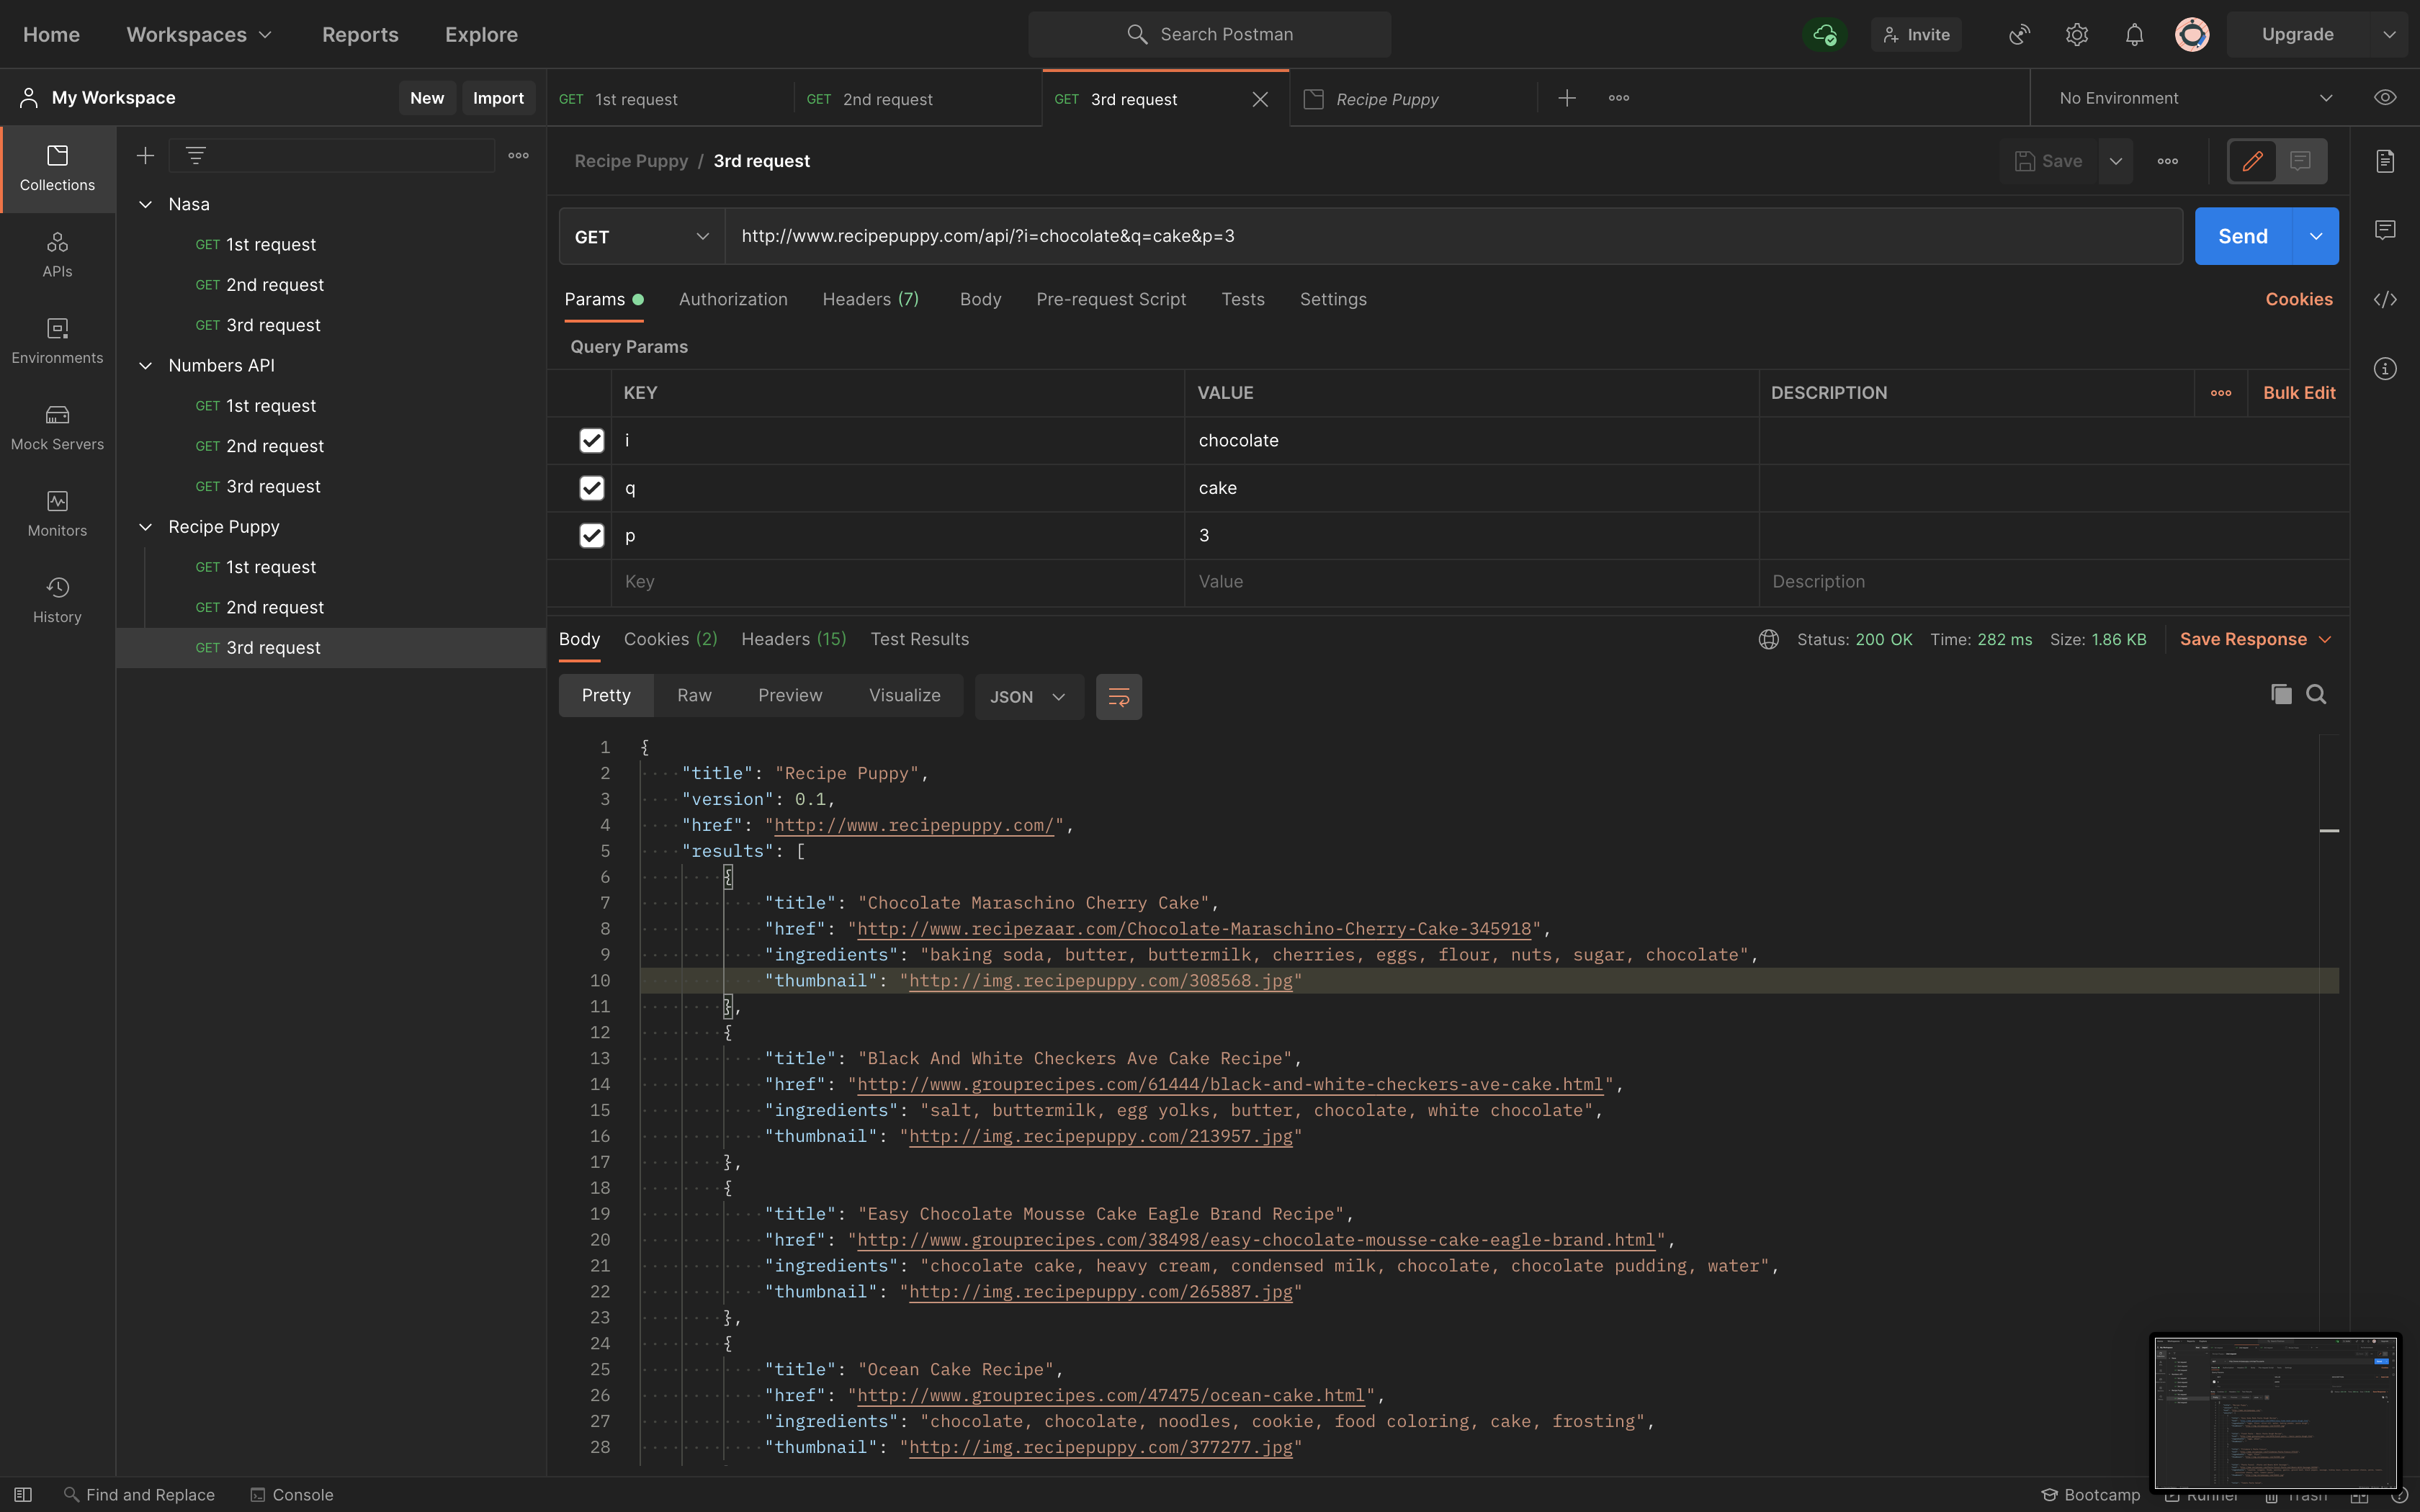 Home Workspaces Reports Explore Search Postman Invite Upgrade
My Workspace New Import GET 1st request GET 2nd request GET 3rd request Recipe Puppy No Environment
Collections
APIs
Environments
Mock Servers
Monitors
History
Nasa
GET 1st request
GET 2nd request
GET 3rd request
Numbers API
GET 1st request
GET 2nd request
GET 3rd request
Recipe Puppy
GET 1st request
GET 2nd request
GET 3rd request
Recipe Puppy / 3rd request Save
GET http://www.recipepuppy.com/api/?i=chocolate&q=cake&p=3 Send
Params Authorization Headers (7) Body Pre-request Script Tests Settings Cookies
Query Params
KEY VALUE DESCRIPTION Bulk Edit
i chocolate
q cake
p 3
Key Value Description
Body Cookies (2) Headers (15) Test Results Status: 200 OK Time: 282 ms Size: 1.86 KB Save Response
Pretty Raw Preview Visualize JSON
1 {
2 "title": "Recipe Puppy",
3 "version": 0.1,
4 "href": "http://www.recipepuppy.com/",
5 "results": [
6 {
7 "title": "Chocolate Maraschino Cherry Cake",
8 "href": "http://www.recipezaar.com/Chocolate-Maraschino-Cherry-Cake-345918",
9 "ingredients": "baking soda, butter, buttermilk, cherries, eggs, flour, nuts, sugar, chocolate",
10 "thumbnail": "http://img.recipepuppy.com/308568.jpg"
11 },
12 {
13 "title": "Black And White Checkers Ave Cake Recipe",
14 "href": "http://www.grouprecipes.com/61444/black-and-white-checkers-ave-cake.html",
15 "ingredients": "salt, buttermilk, egg yolks, butter, chocolate, white chocolate",
16 "thumbnail": "http://img.recipepuppy.com/213957.jpg"
17 },
18 {
19 "title": "Easy Chocolate Mousse Cake Eagle Brand Recipe",
20 "href": "http://www.grouprecipes.com/38498/easy-chocolate-mousse-cake-eagle-brand.html",
21 "ingredients": "chocolate cake, heavy cream, condensed milk, chocolate, chocolate pudding, water",
22 "thumbnail": "http://img.recipepuppy.com/265887.jpg"
23 },
24 {
25 "title": "Ocean Cake Recipe",
26 "href": "http://www.grouprecipes.com/47475/ocean-cake.html",
27 "ingredients": "chocolate, chocolate, noodles, cookie, food coloring, cake, frosting",
28 "thumbnail": "http://img.recipepuppy.com/377277.jpg"
Find and Replace Console Bootcamp Runner Trash